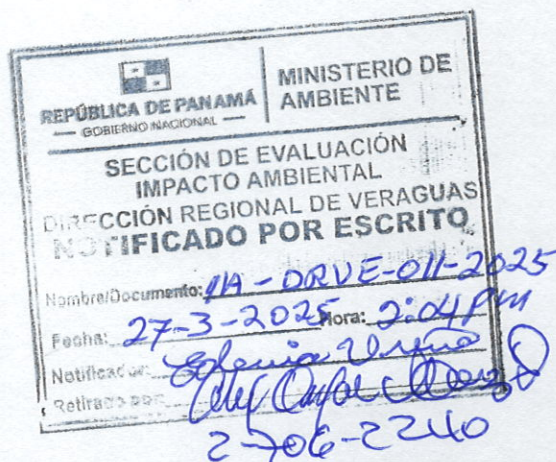 REPÚBLICA DE PANAMÁ
— GOBIERNO NACIONAL —
MINISTERIO DE
AMBIENTE
SECCIÓN DE EVALUACIÓN
IMPACTO AMBIENTAL
DIRECCIÓN REGIONAL DE VERAGUAS
NOTIFICADO POR ESCRITO
Nombre/Documento: IA-DRVE-011-2025
Fecha: 27-3-2025 Hora: 2:04 pm
Notificador:
Retirado por:
2-706-2240